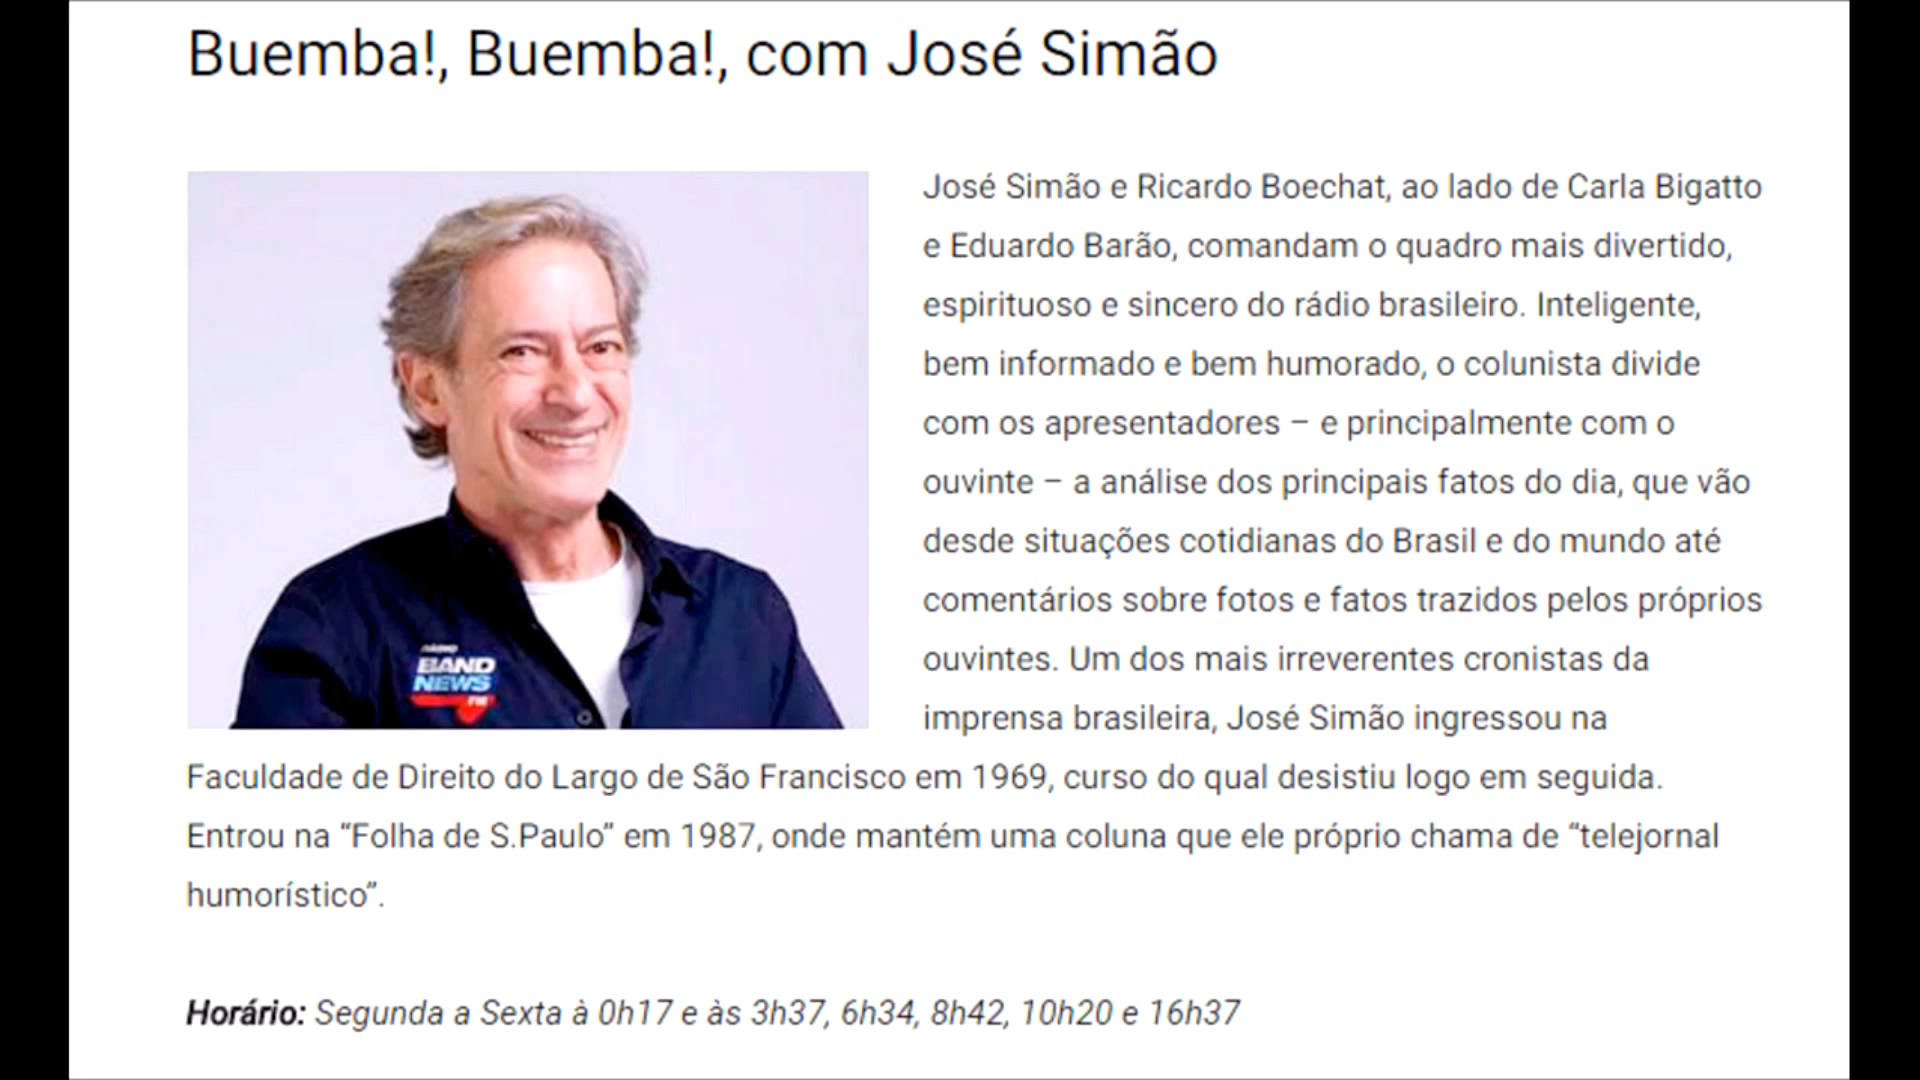 Buemba!, Buemba!, com José Simão
José Simão e Ricardo Boechat, ao lado de Carla Bigatto
e Eduardo Barão, comandam o quadro mais divertido,
espirituoso e sincero do rádio brasileiro. Inteligente,
bem informado e bem humorado, o colunista divide
com os apresentadores – e principalmente com o
ouvinte – a análise dos principais fatos do dia, que vão
desde situações cotidianas do Brasil e do mundo até
comentários sobre fotos e fatos trazidos pelos próprios
ouvintes. Um dos mais irreverentes cronistas da
imprensa brasileira, José Simão ingressou na
Faculdade de Direito do Largo de São Francisco em 1969, curso do qual desistiu logo em seguida.
Entrou na “Folha de S.Paulo” em 1987, onde mantém uma coluna que ele próprio chama de “telejornal
humorístico”.
Horário: Segunda a Sexta à 0h17 e às 3h37, 6h34, 8h42, 10h20 e 16h37
RÁDIO
BAND
NEWS
FM